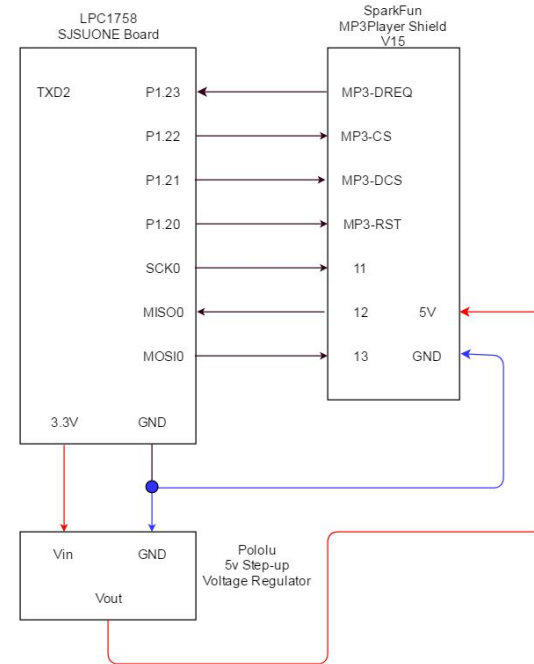 LPC1758
SJSUONE Board
SparkFun
MP3Player Shield
V15
TXD2
P1.23
MP3-DREQ
P1.22
MP3-CS
P1.21
MP3-DCS
P1.20
MP3-RST
SCK0
11
MISO0
12
5V
MOSI0
13
GND
3.3V
GND
Vin
GND
Vout
Pololu
5v Step-up
Voltage Regulator